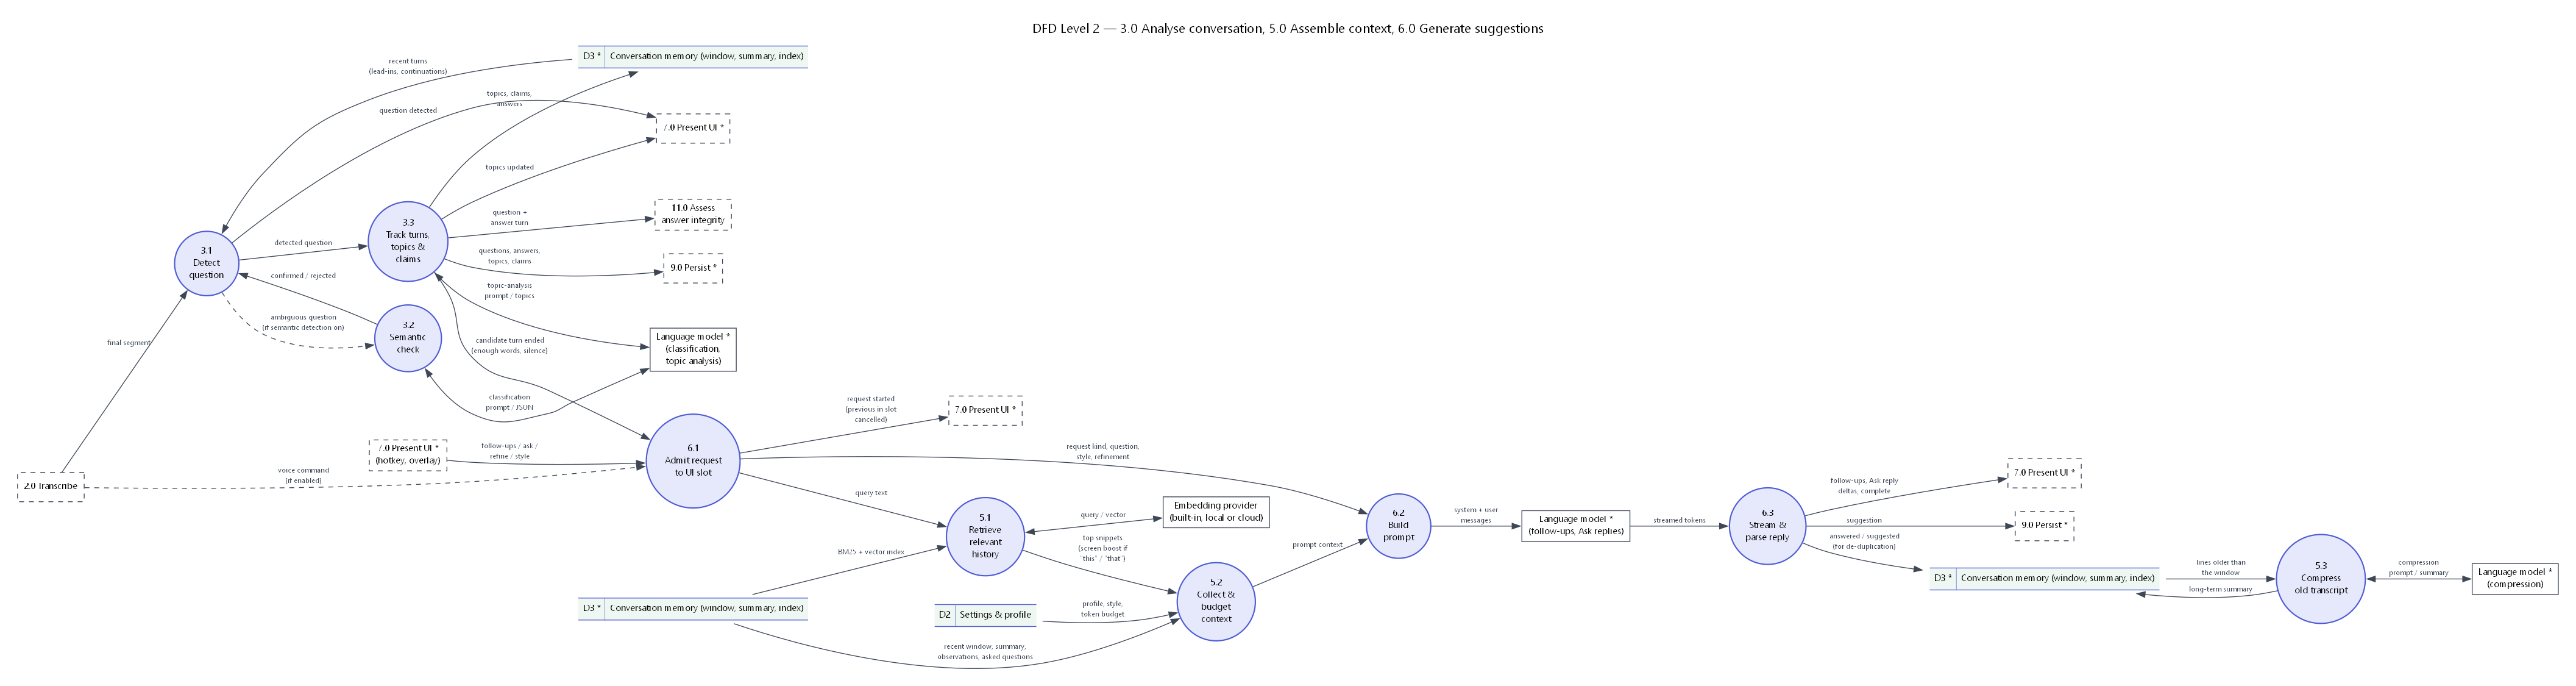 DFD Level 2 — 3.0 Analyse conversation, 5.0 Assemble context, 6.0 Generate suggestions
D3 * Conversation memory (window, summary, index)
recent turns
(lead-ins, continuations)
topics, claims,
answers
question detected
7.0 Present UI *
topics updated
11.0 Assess
answer integrity
question +
answer turn
3.3
Track turns,
topics &
claims
3.1
Detect
question
detected question
questions, answers,
topics, claims
9.0 Persist *
confirmed / rejected
topic-analysis
prompt / topics
ambiguous question
(if semantic detection on)
3.2
Semantic
check
candidate turn ended
(enough words, silence)
Language model *
(classification,
topic analysis)
final segment
classification
prompt / JSON
request started
(previous in slot
cancelled)
7.0 Present UI *
7.0 Present UI *
(hotkey, overlay)
follow-ups / ask /
refine / style
6.1
Admit request
to UI slot
request kind, question,
style, refinement
2.0 Transcribe
voice command
(if enabled)
query text
5.1
Retrieve
relevant
history
query / vector
Embedding provider
(built-in, local or cloud)
BM25 + vector index
top snippets
(screen boost if
"this" / "that")
prompt context
6.2
Build
prompt
system + user
messages
Language model *
(follow-ups, Ask replies)
streamed tokens
6.3
Stream &
parse reply
follow-ups, Ask reply
deltas, complete
7.0 Present UI *
suggestion
9.0 Persist *
answered / suggested
(for de-duplication)
D3 * Conversation memory (window, summary, index)
D2 Settings & profile
profile, style,
token budget
5.2
Collect &
budget
context
recent window, summary,
observations, asked questions
D3 * Conversation memory (window, summary, index)
lines older than
the window
long-term summary
5.3
Compress
old transcript
compression
prompt / summary
Language model *
(compression)